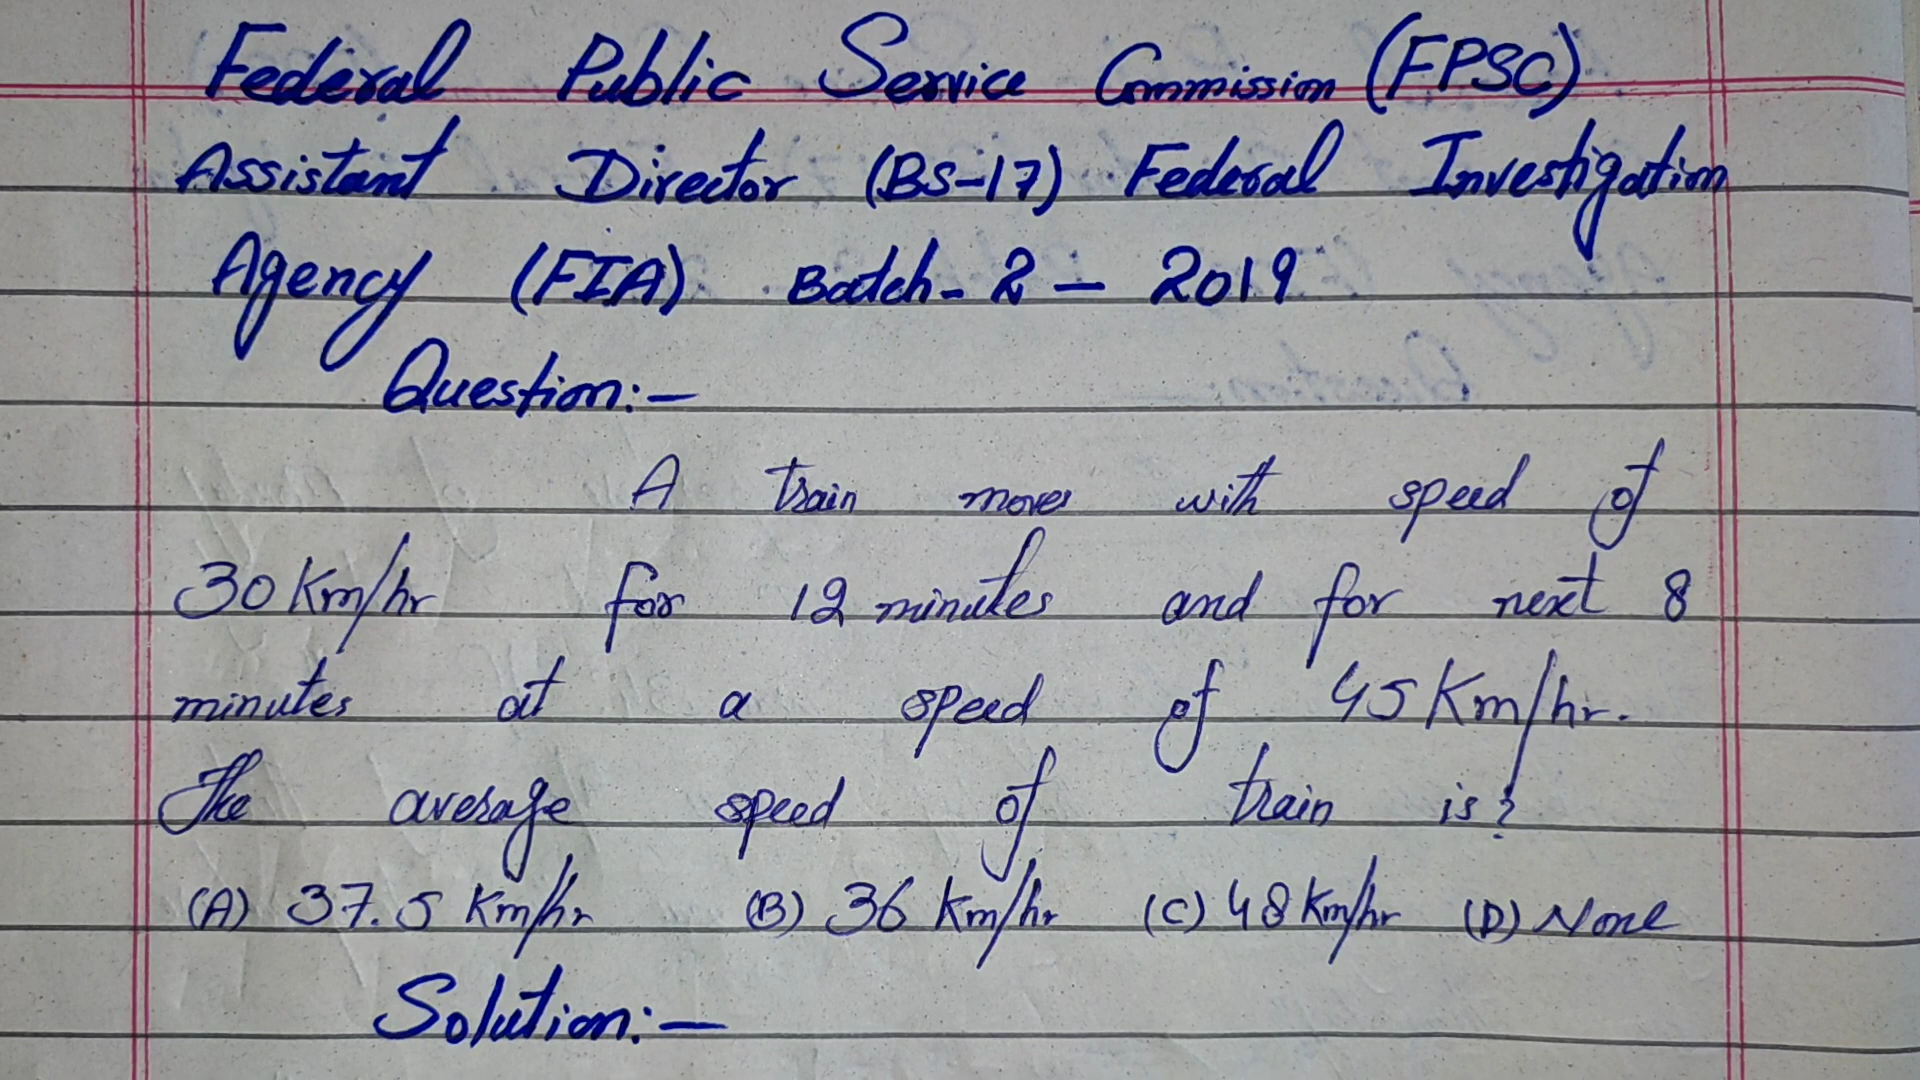 Federal Public Service Commission (FPSC)
Assistant Director (BS-17) Federal Investigation
Agency (FIA) Batch-2 - 2019
Question:-
A train moves with speed of
30 Km/hr for 12 minutes and for next 8
minutes at a speed of 45 Km/hr.
The average speed of train is?
(A) 37.5 Km/hr (B) 36 Km/hr (C) 48 Km/hr (D) None
Solution:-